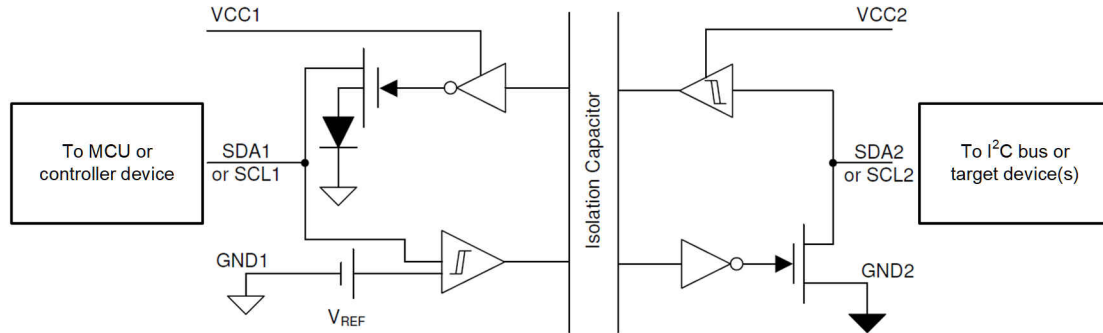 VCC1
VCC2
To MCU or
controller device
SDA1
or SCL1
Isolation Capacitor
SDA2
or SCL2
To I²C bus or
target device(s)
GND1
VREF
GND2